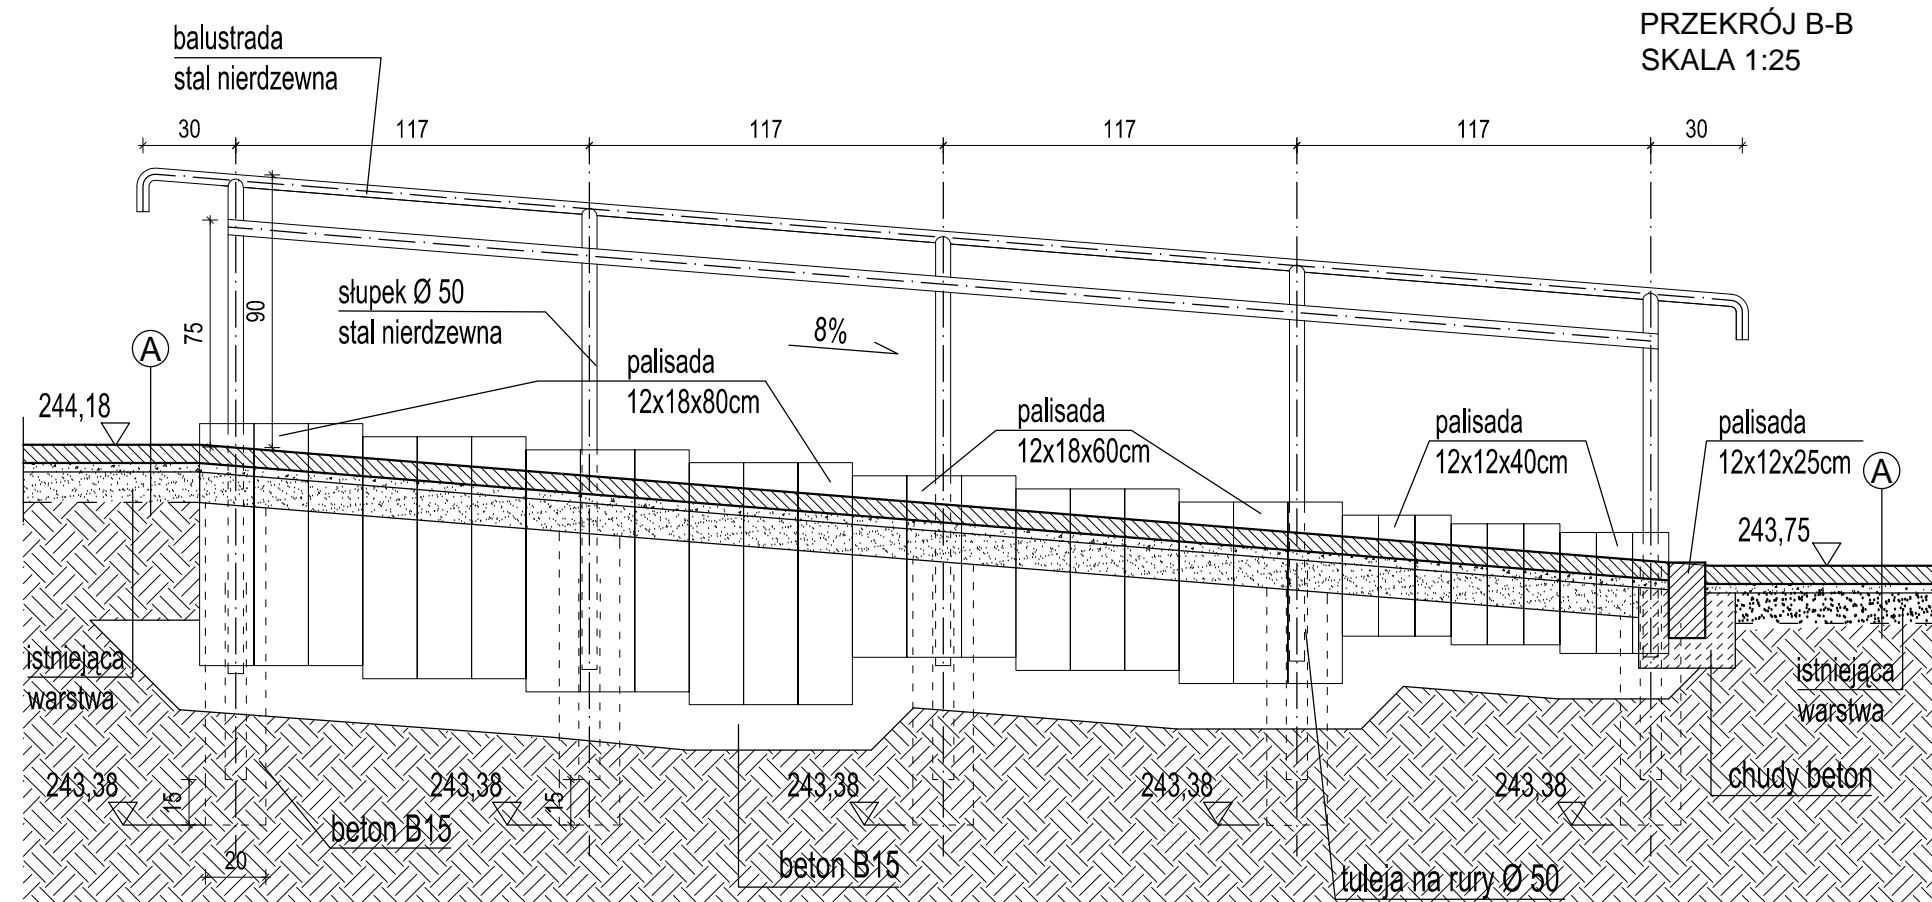 PRZEKRÓJ B-B
SKALA 1:25
balustrada
stal nierdzewna
30
117
117
117
117
30
75
90
słupek Ø 50
stal nierdzewna
8%
A
palisada
12x18x80cm
palisada
12x18x60cm
palisada
12x12x40cm
palisada
12x12x25cm
A
244,18
243,75
istniejąca
warstwa
istniejąca
warstwa
243,38
15
243,38
15
243,38
243,38
243,38
chudy beton
beton B15
beton B15
20
tuleja na rury Ø 50